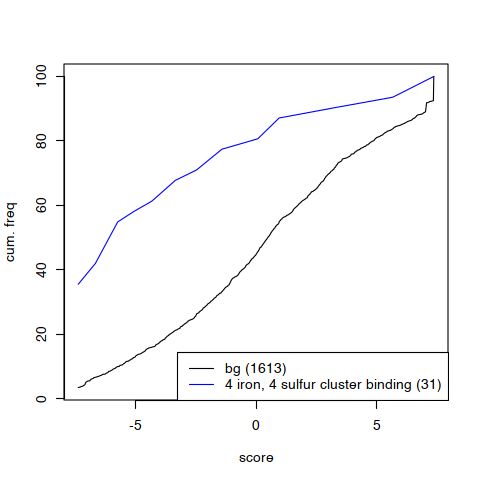 cum. freq
100
80
60
40
20
0
bg (1613)
4 iron, 4 sulfur cluster binding (31)
-5 0 5
score